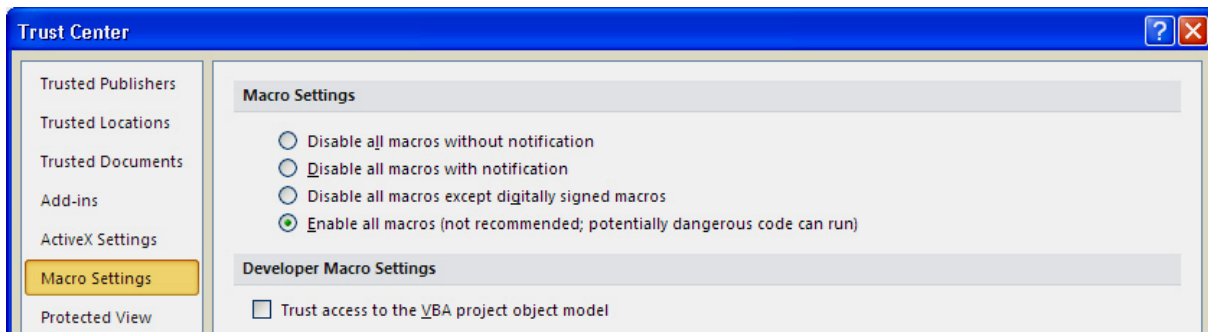 Trust Center
Trusted Publishers
Trusted Locations
Trusted Documents
Add-ins
ActiveX Settings
Macro Settings
Protected View
Macro Settings
Disable all macros without notification
Disable all macros with notification
Disable all macros except digitally signed macros
Enable all macros (not recommended; potentially dangerous code can run)
Developer Macro Settings
Trust access to the VBA project object model